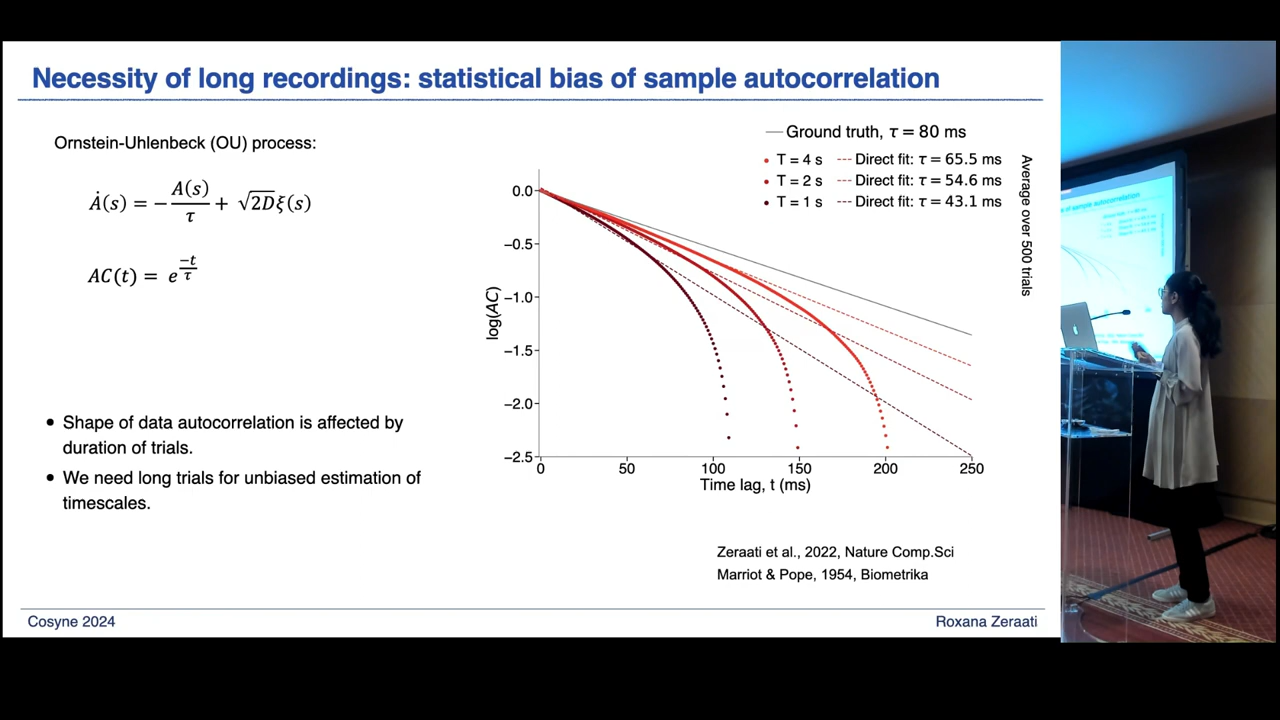 Necessity of long recordings: statistical bias of sample autocorrelation
Ornstein-Uhlenbeck (OU) process:
Ȧ(s) = −A(s)/τ + √2D ξ(s)
AC(t) = e^(−t/τ)
• Shape of data autocorrelation is affected by
duration of trials.
• We need long trials for unbiased estimation of
timescales.
Ground truth, τ = 80 ms
T = 4 s Direct fit: τ = 65.5 ms
T = 2 s Direct fit: τ = 54.6 ms
T = 1 s Direct fit: τ = 43.1 ms
Average over 500 trials
log(AC)
0.0
−0.5
−1.0
−1.5
−2.0
−2.5
0 50 100 150 200 250
Time lag, t (ms)
Zeraati et al., 2022, Nature Comp.Sci
Marriot & Pope, 1954, Biometrika
Cosyne 2024
Roxana Zeraati